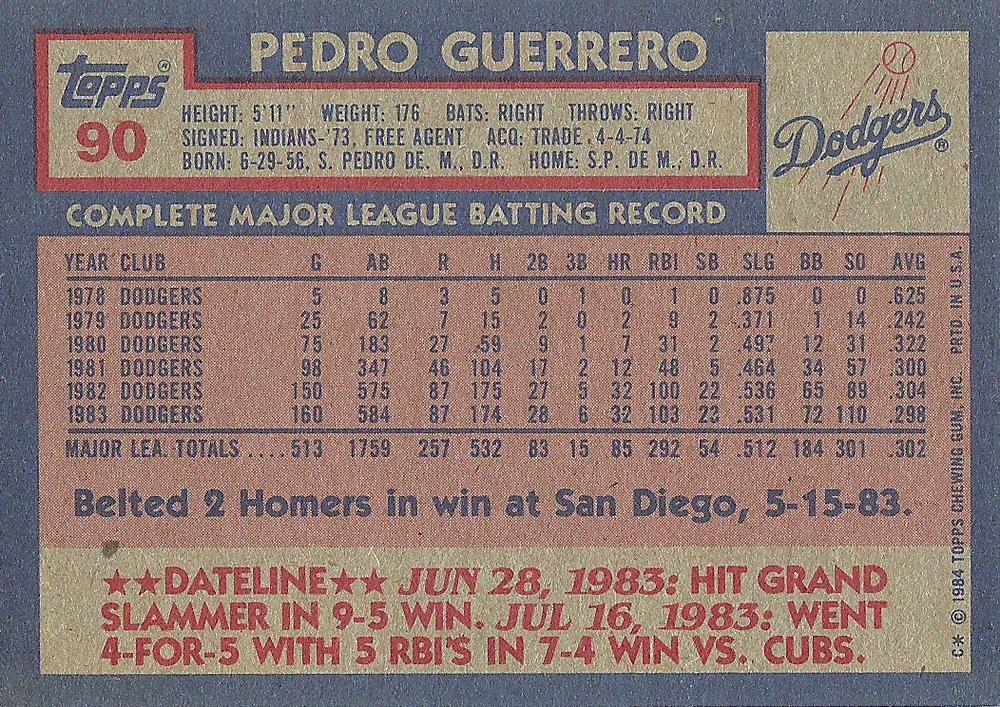 PEDRO GUERRERO
Topps®
90
HEIGHT: 5'11" WEIGHT: 176 BATS: RIGHT THROWS: RIGHT
SIGNED: INDIANS-'73, FREE AGENT ACQ: TRADE, 4-4-74
BORN: 6-29-56, S. PEDRO DE. M., D.R. HOME: S.P. DE M., D.R.
Dodgers®
COMPLETE MAJOR LEAGUE BATTING RECORD
YEAR CLUB G AB R H 2B 3B HR RBI SB SLG BB SO AVG
1978 DODGERS 5 8 3 5 0 1 0 1 0 .875 0 0 .625
1979 DODGERS 25 62 7 15 2 0 2 9 2 .371 1 14 .242
1980 DODGERS 75 183 27 59 9 1 7 31 2 .497 12 31 .322
1981 DODGERS 98 347 46 104 17 2 12 48 5 .464 34 57 .300
1982 DODGERS 150 575 87 175 27 5 32 100 22 .536 65 89 .304
1983 DODGERS 160 584 87 174 28 6 32 103 23 .531 72 110 .298
MAJOR LEA. TOTALS .... 513 1759 257 532 83 15 85 292 54 .512 184 301 .302
Belted 2 Homers in win at San Diego, 5-15-83.
★★DATELINE★★ JUN 28, 1983: HIT GRAND
SLAMMER IN 9-5 WIN. JUL 16, 1983: WENT
4-FOR-5 WITH 5 RBI'S IN 7-4 WIN VS. CUBS.
C* © 1984 TOPPS CHEWING GUM, INC. PRTD. IN U.S.A.